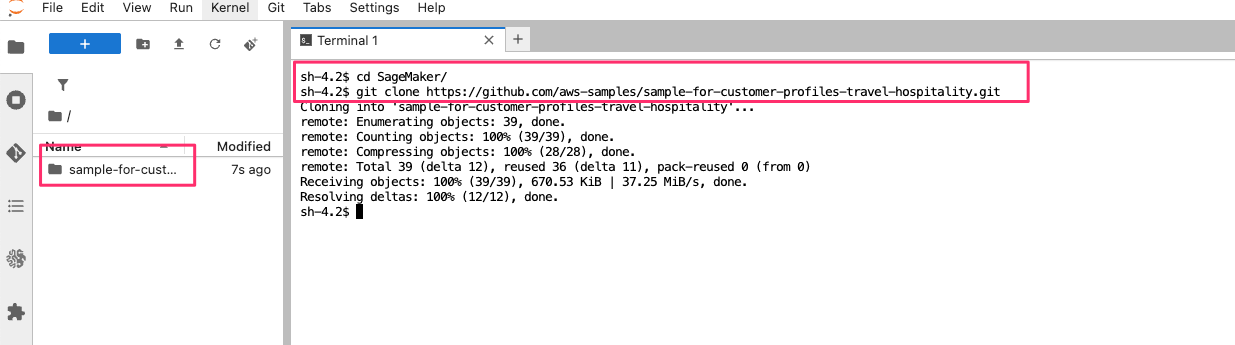 File Edit View Run Kernel Git Tabs Settings Help
+
/
Name Modified
sample-for-cust... 7s ago
Terminal 1 × +
sh-4.2$ cd SageMaker/
sh-4.2$ git clone https://github.com/aws-samples/sample-for-customer-profiles-travel-hospitality.git
Cloning into 'sample-for-customer-profiles-travel-hospitality'...
remote: Enumerating objects: 39, done.
remote: Counting objects: 100% (39/39), done.
remote: Compressing objects: 100% (28/28), done.
remote: Total 39 (delta 12), reused 36 (delta 11), pack-reused 0 (from 0)
Receiving objects: 100% (39/39), 670.53 KiB | 37.25 MiB/s, done.
Resolving deltas: 100% (12/12), done.
sh-4.2$